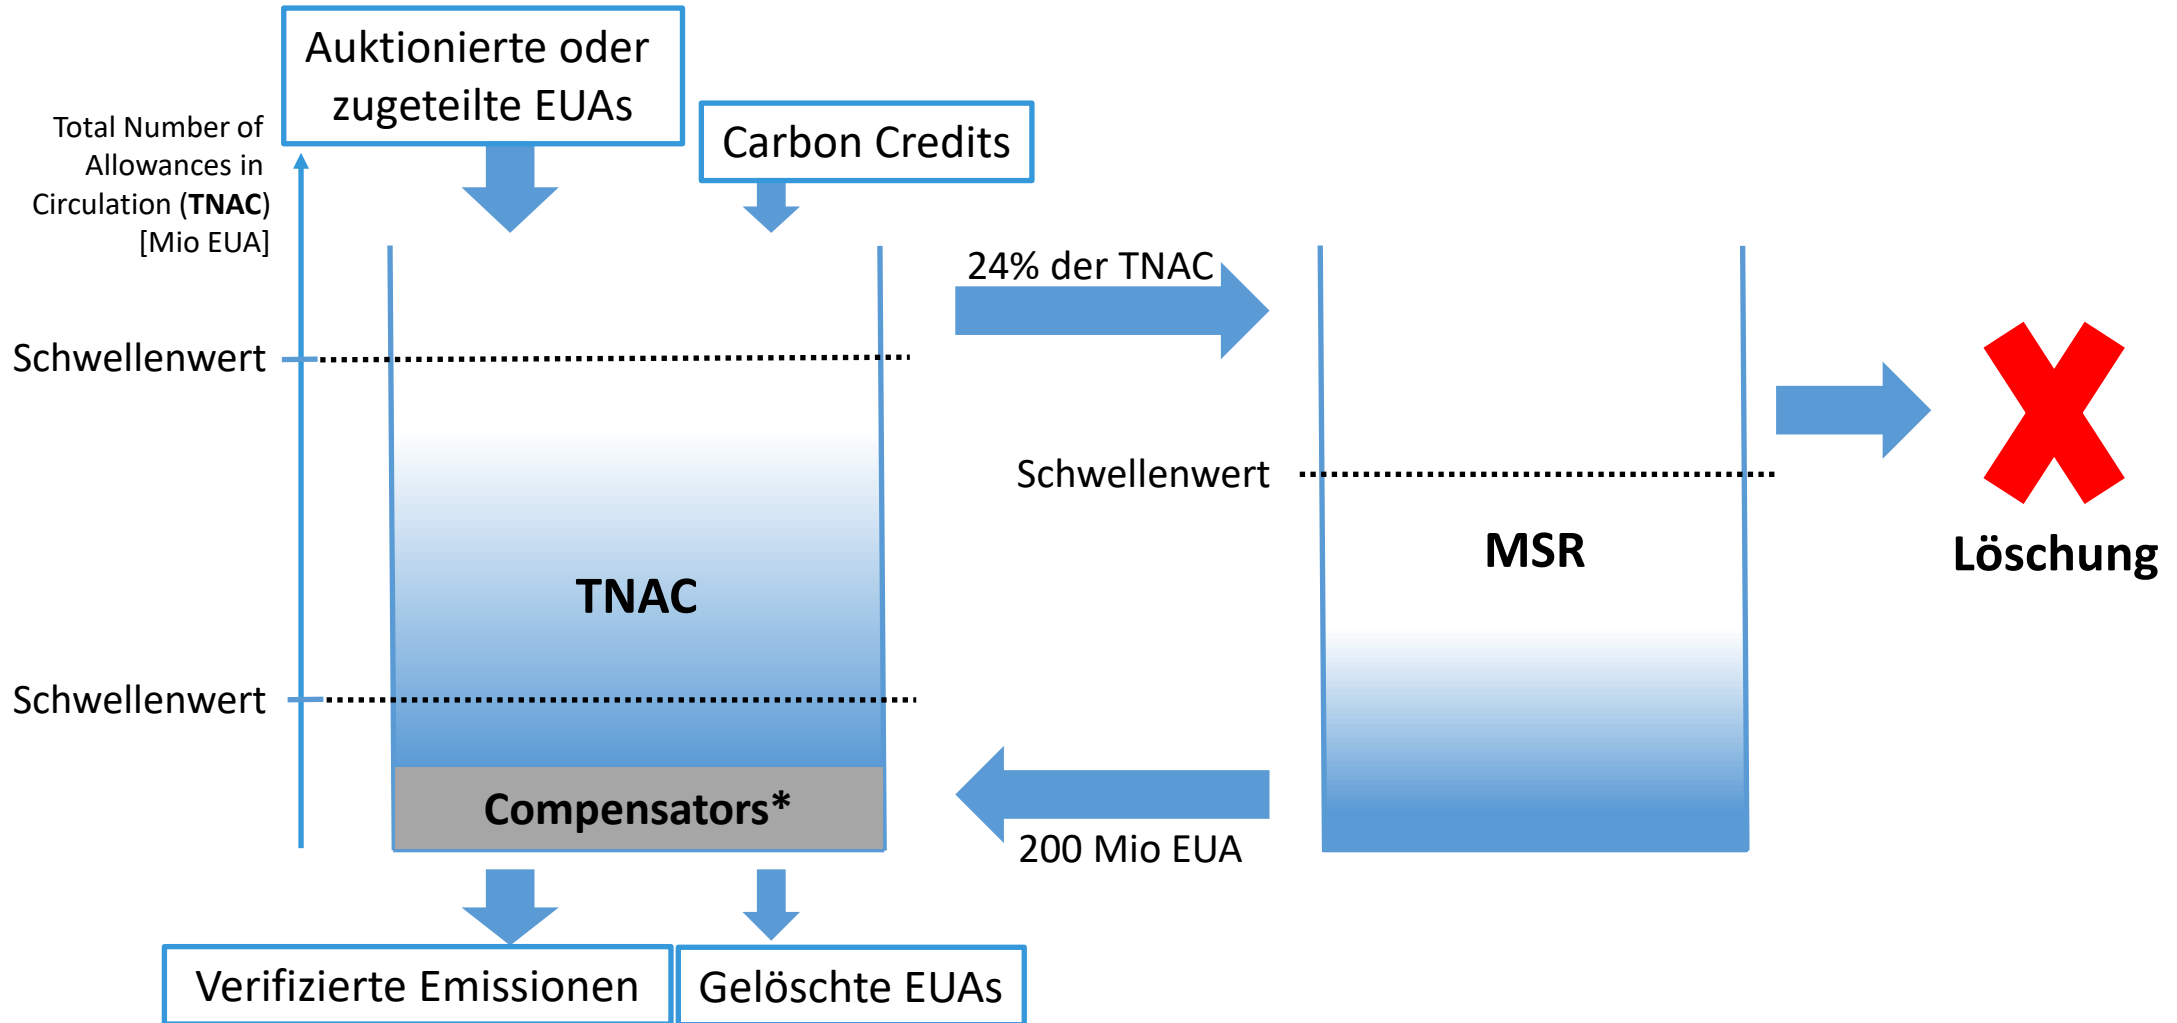 Auktionierte oder
zugeteilte EUAs
Carbon Credits
Total Number of
Allowances in
Circulation (TNAC)
[Mio EUA]
24% der TNAC
Schwellenwert
Schwellenwert
MSR
Löschung
TNAC
Schwellenwert
Compensators*
200 Mio EUA
Verifizierte Emissionen
Gelöschte EUAs